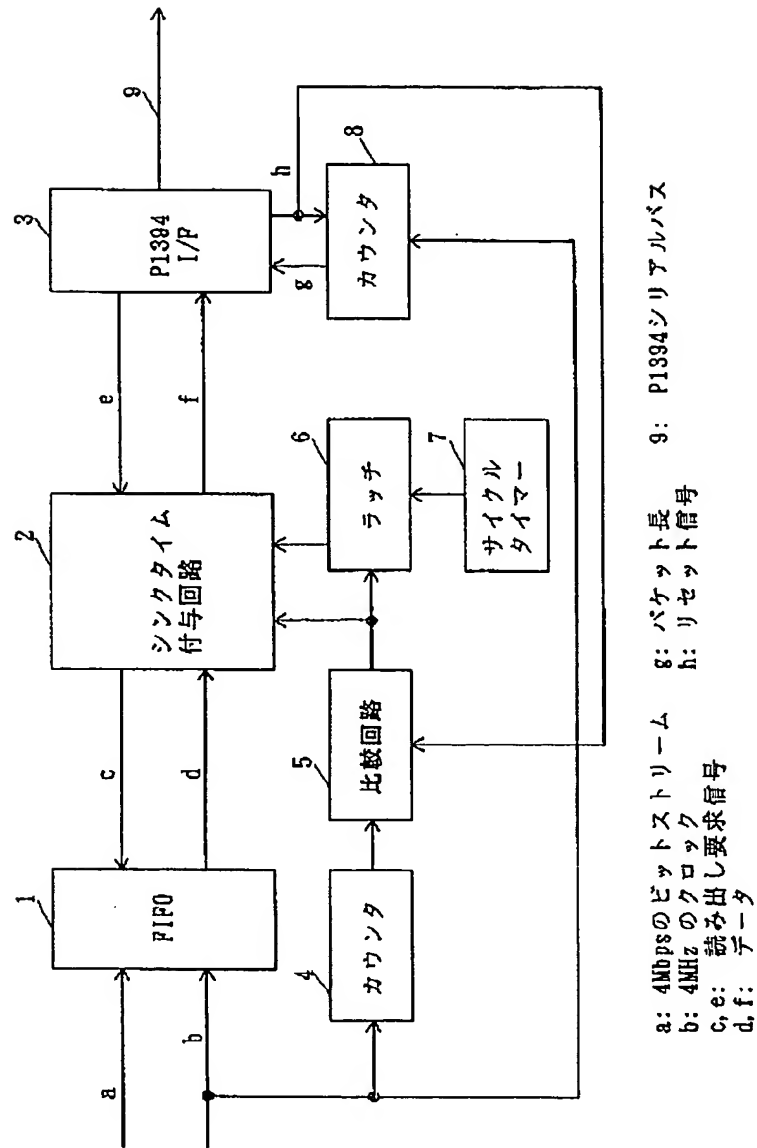 a
b
c
d
e
f
g
h
1
FIFO
2
シンクタイム
付与回路
3
P1394
I/F
4
カウンタ
5
比較回路
6
ラッチ
7
サイクル
タイマー
8
カウンタ
9
a: 4Mbpsのビットストリーム
b: 4MHz のクロック
c,e: 読み出し要求信号
d,f: データ
g: パケット長
h: リセット信号
9: P1394シリアルバス